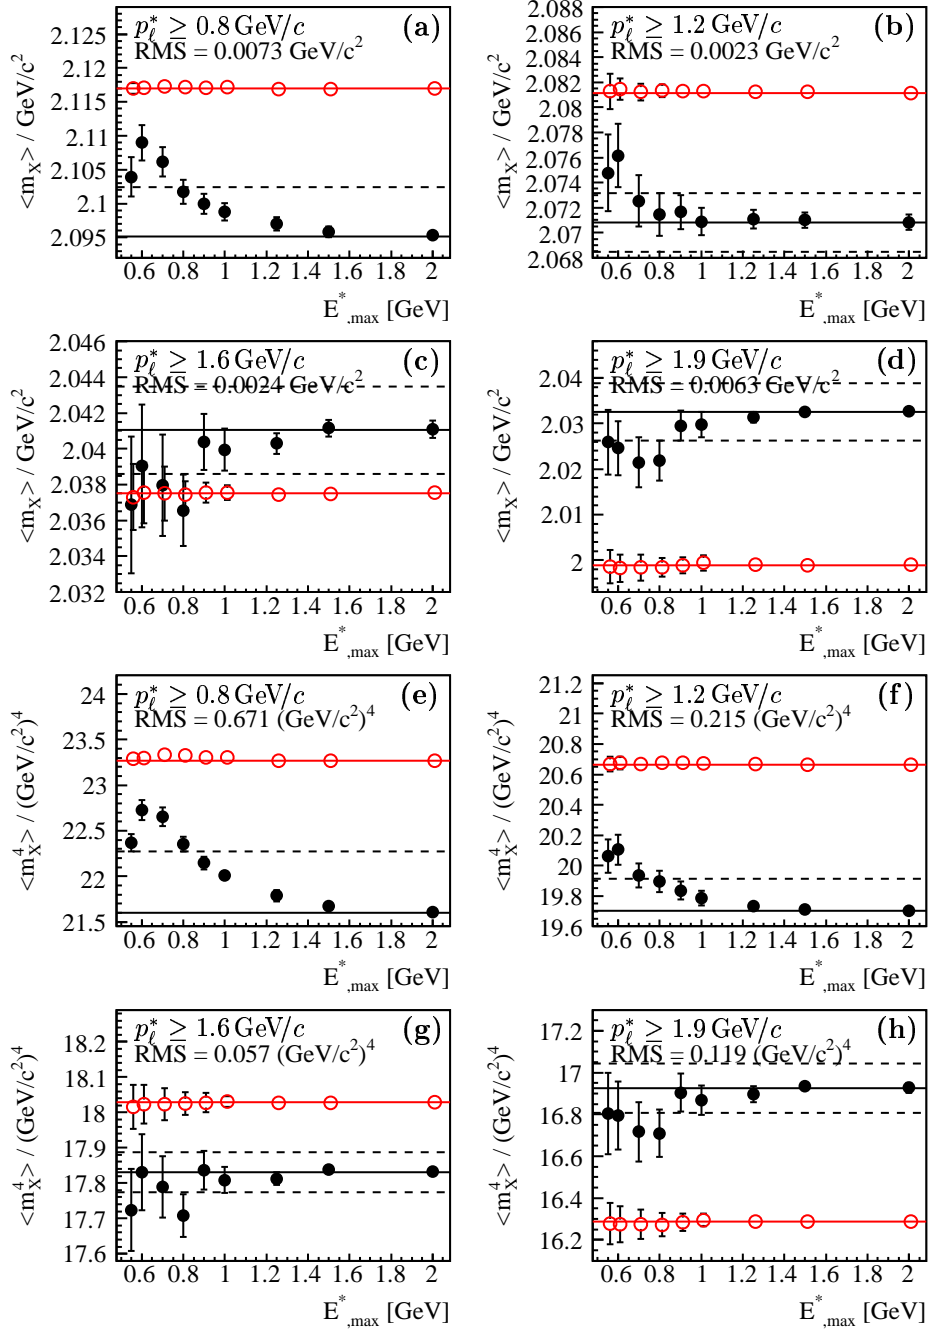 p*ℓ ≥ 0.8 GeV/c
(a)
RMS = 0.0073 GeV/c²
<m_X> / GeV/c²
2.125
2.12
2.115
2.11
2.105
2.1
2.095
0.6 0.8 1 1.2 1.4 1.6 1.8 2
E*,max [GeV]
p*ℓ ≥ 1.2 GeV/c
(b)
RMS = 0.0023 GeV/c²
<m_X> / GeV/c²
2.088
2.084
2.082
2.08
2.078
2.076
2.074
2.072
2.07
2.068
0.6 0.8 1 1.2 1.4 1.6 1.8 2
E*,max [GeV]
p*ℓ ≥ 1.6 GeV/c
(c)
RMS = 0.0024 GeV/c²
<m_X> / GeV/c²
2.046
2.044
2.042
2.04
2.038
2.036
2.034
2.032
0.6 0.8 1 1.2 1.4 1.6 1.8 2
E*,max [GeV]
p*ℓ ≥ 1.9 GeV/c
(d)
RMS = 0.0063 GeV/c²
<m_X> / GeV/c²
2.04
2.03
2.02
2.01
2
0.6 0.8 1 1.2 1.4 1.6 1.8 2
E*,max [GeV]
p*ℓ ≥ 0.8 GeV/c
(e)
RMS = 0.671 (GeV/c²)⁴
<m⁴_X> / (GeV/c²)⁴
24
23.5
23
22.5
22
21.5
0.6 0.8 1 1.2 1.4 1.6 1.8 2
E*,max [GeV]
p*ℓ ≥ 1.2 GeV/c
(f)
RMS = 0.215 (GeV/c²)⁴
<m⁴_X> / (GeV/c²)⁴
21.2
21
20.8
20.6
20.4
20.2
20
19.8
19.6
0.6 0.8 1 1.2 1.4 1.6 1.8 2
E*,max [GeV]
p*ℓ ≥ 1.6 GeV/c
(g)
RMS = 0.057 (GeV/c²)⁴
<m⁴_X> / (GeV/c²)⁴
18.2
18.1
18
17.9
17.8
17.7
17.6
0.6 0.8 1 1.2 1.4 1.6 1.8 2
E*,max [GeV]
p*ℓ ≥ 1.9 GeV/c
(h)
RMS = 0.119 (GeV/c²)⁴
<m⁴_X> / (GeV/c²)⁴
17.2
17
16.8
16.6
16.4
16.2
0.6 0.8 1 1.2 1.4 1.6 1.8 2
E*,max [GeV]